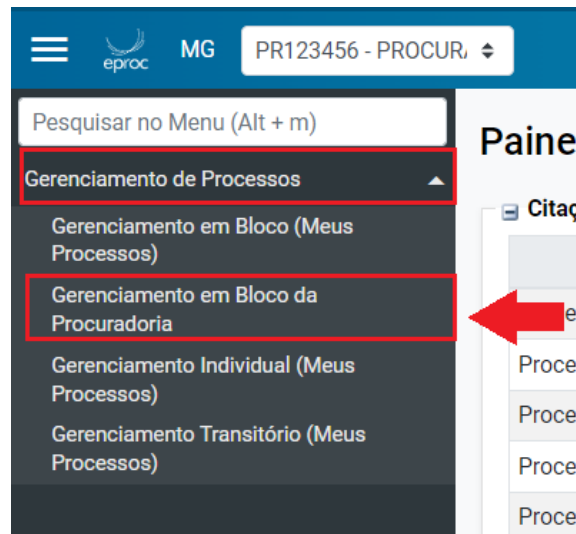 eproc
MG
PR123456 - PROCUR
Pesquisar no Menu (Alt + m)
Gerenciamento de Processos
Gerenciamento em Bloco (Meus
Processos)
Gerenciamento em Bloco da
Procuradoria
Gerenciamento Individual (Meus
Processos)
Gerenciamento Transitório (Meus
Processos)
Paine
Citaç
e
Proce
Proce
Proce
Proce